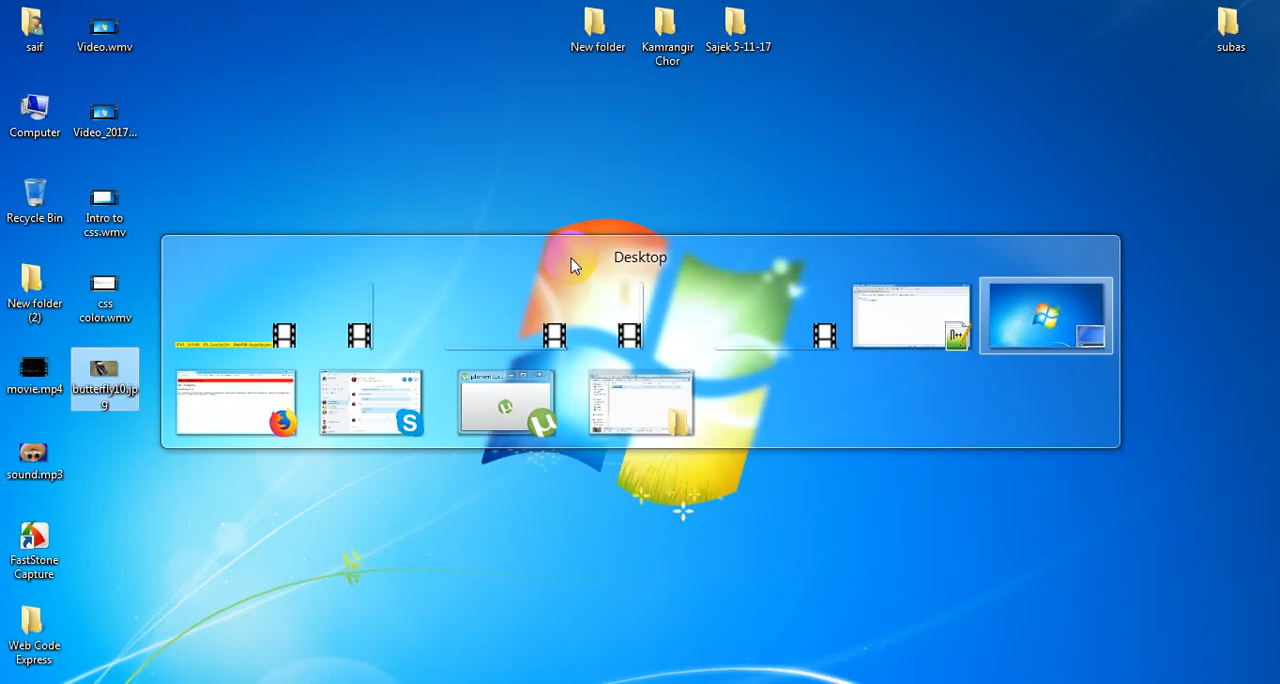 saif
Video.wmv
New folder
Kamrangir
Chor
Sajek 5-11-17
subas
Computer
Video_2017...
Recycle Bin
Intro to
css.wmv
Desktop
New folder
(2)
css
color.wmv
movie.mp4
butterfly10.jp
g
sound.mp3
FastStone
Capture
Web Code
Express